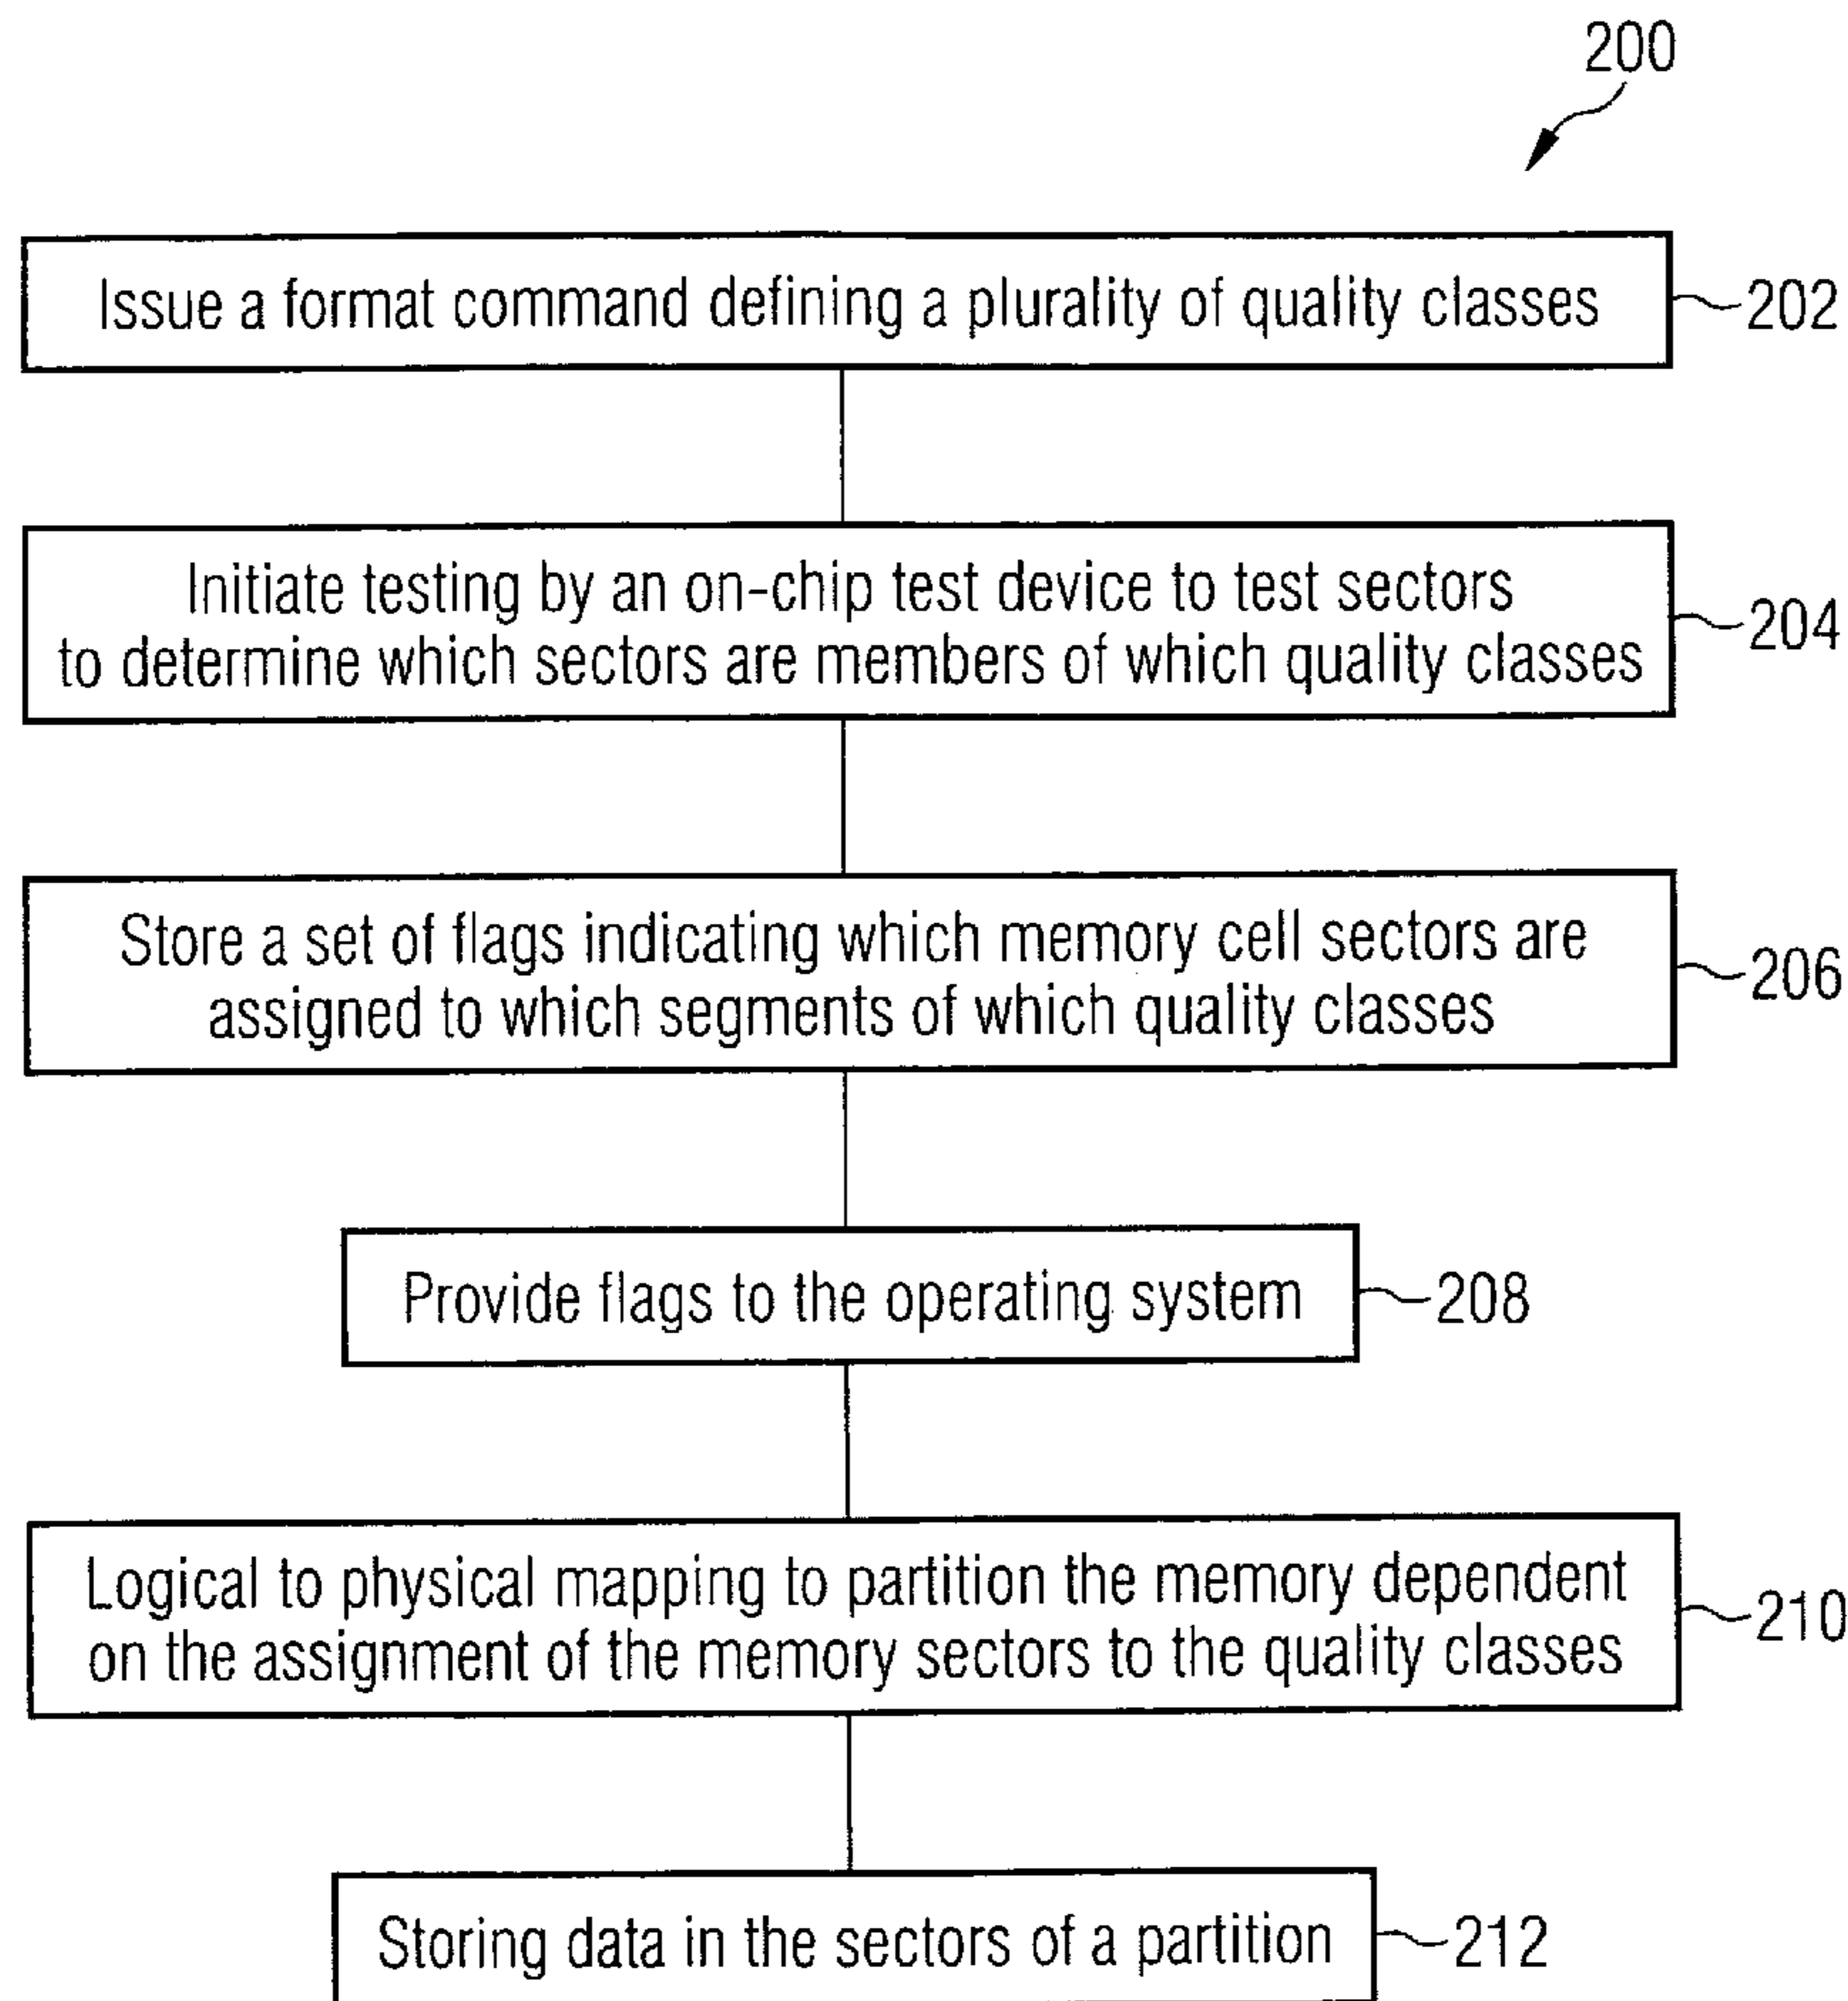 200
Issue a format command defining a plurality of quality classes
202
Initiate testing by an on-chip test device to test sectors
to determine which sectors are members of which quality classes
204
Store a set of flags indicating which memory cell sectors are
assigned to which segments of which quality classes
206
Provide flags to the operating system
208
Logical to physical mapping to partition the memory dependent
on the assignment of the memory sectors to the quality classes
210
Storing data in the sectors of a partition
212